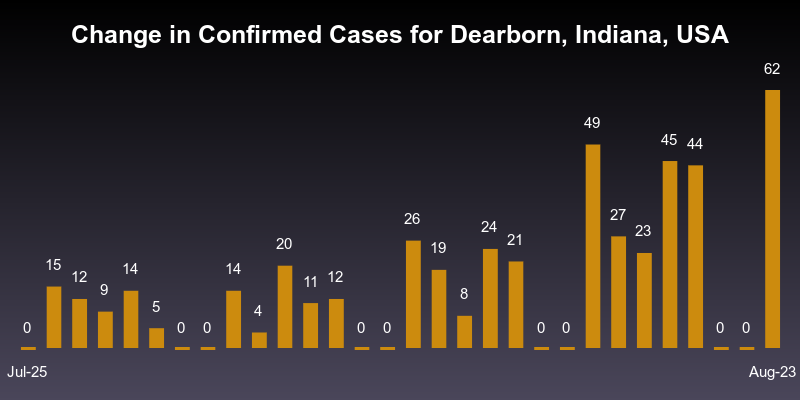 Change in Confirmed Cases for Dearborn, Indiana, USA
0 15 12 9 14 5 0 0 14 4 20 11 12 0 0 26 19 8 24 21 0 0 49 27 23 45 44 0 0 62
Jul-25 Aug-23